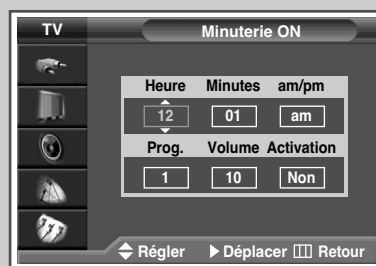 TV Minuterie ON
Heure Minutes am/pm
12 01 am
Prog. Volume Activation
1 10 Non
Régler Déplacer Retour